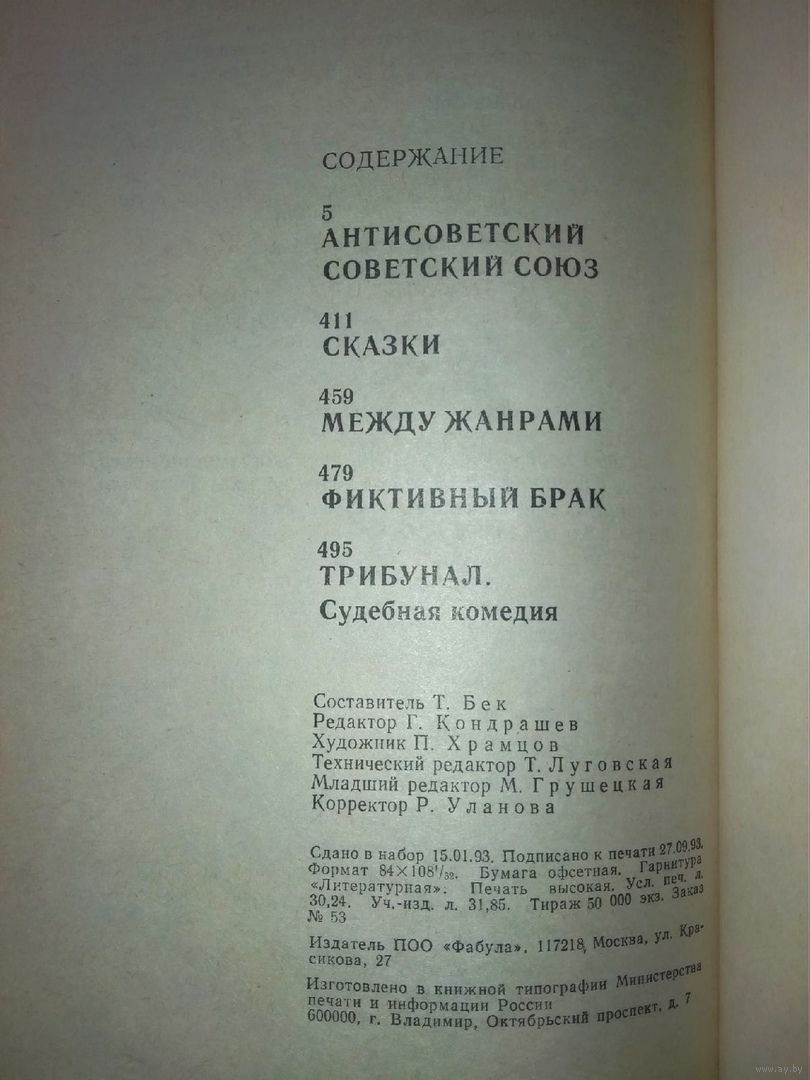 СОДЕРЖАНИЕ
5
АНТИСОВЕТСКИЙ
СОВЕТСКИЙ СОЮЗ
411
СКАЗКИ
459
МЕЖДУ ЖАНРАМИ
479
ФИКТИВНЫЙ БРАК
495
ТРИБУНАЛ.
Судебная комедия
Составитель Т. Бек
Редактор Г. Кондрашев
Художник П. Храмцов
Технический редактор Т. Луговская
Младший редактор М. Грушецкая
Корректор Р. Уланова
Сдано в набор 15.01.93. Подписано к печати 27.09.93.
Формат 84×108¹/₃₂. Бумага офсетная. Гарнитура
«Литературная». Печать высокая. Усл. печ. л.
30,24. Уч.-изд. л. 31,85. Тираж 50 000 экз. Заказ
№ 53
Издатель ПОО «Фабула». 117218, Москва, ул. Кра-
сикова, 27
Изготовлено в книжной типографии Министерства
печати и информации России
600000, г. Владимир, Октябрьский проспект, д. 7
www.ay.by